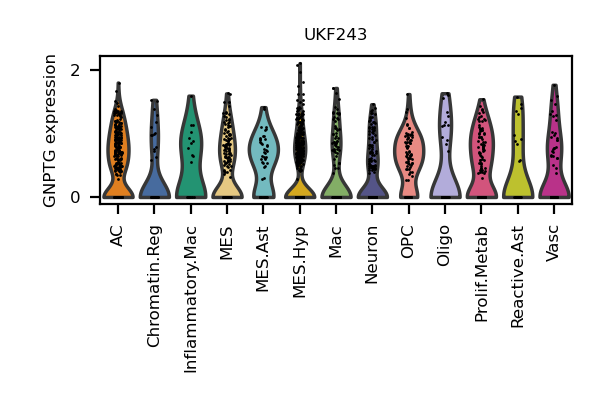 UKF243
GNPTG expression
2
0
AC
Chromatin.Reg
Inflammatory.Mac
MES
MES.Ast
MES.Hyp
Mac
Neuron
OPC
Oligo
Prolif.Metab
Reactive.Ast
Vasc